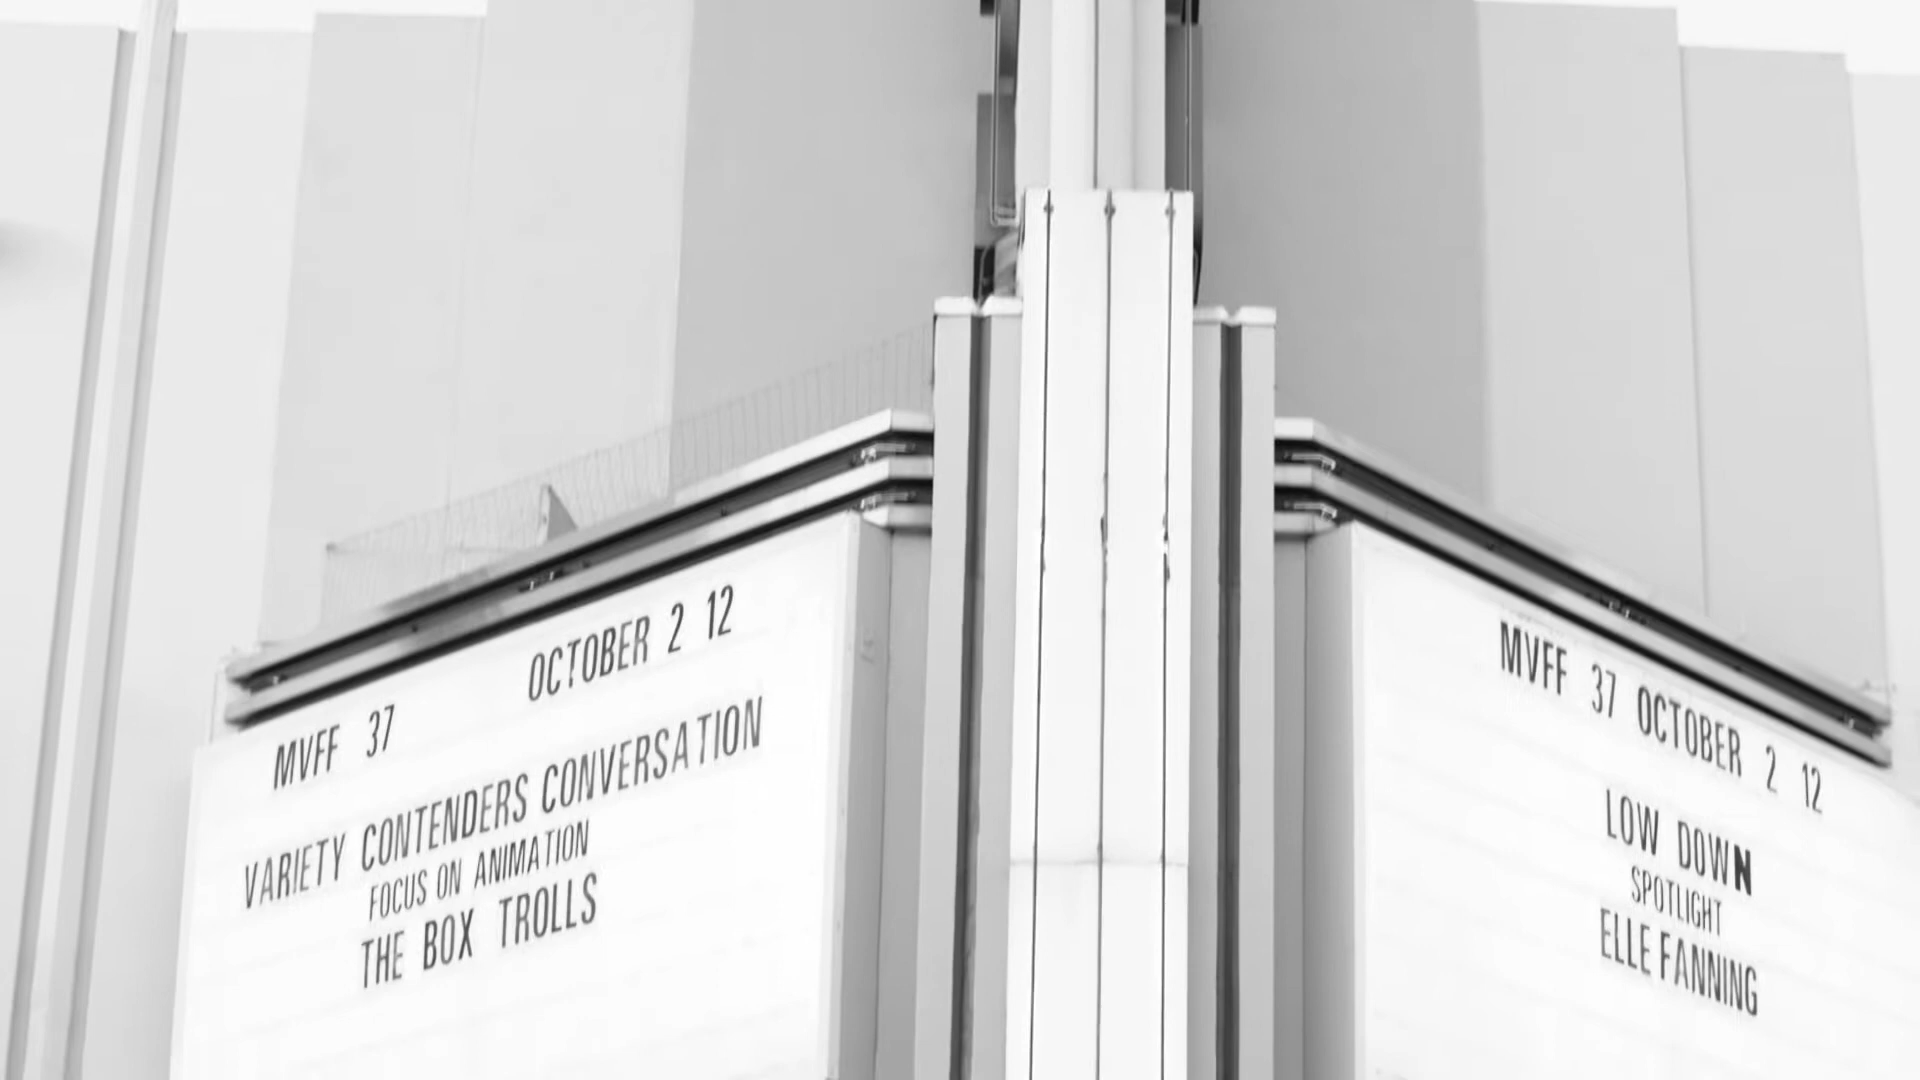 MVFF 37 OCTOBER 2 12
VARIETY CONTENDERS CONVERSATION
FOCUS ON ANIMATION
THE BOX TROLLS
MVFF 37 OCTOBER 2 12
LOW DOWN
SPOTLIGHT
ELLE FANNING